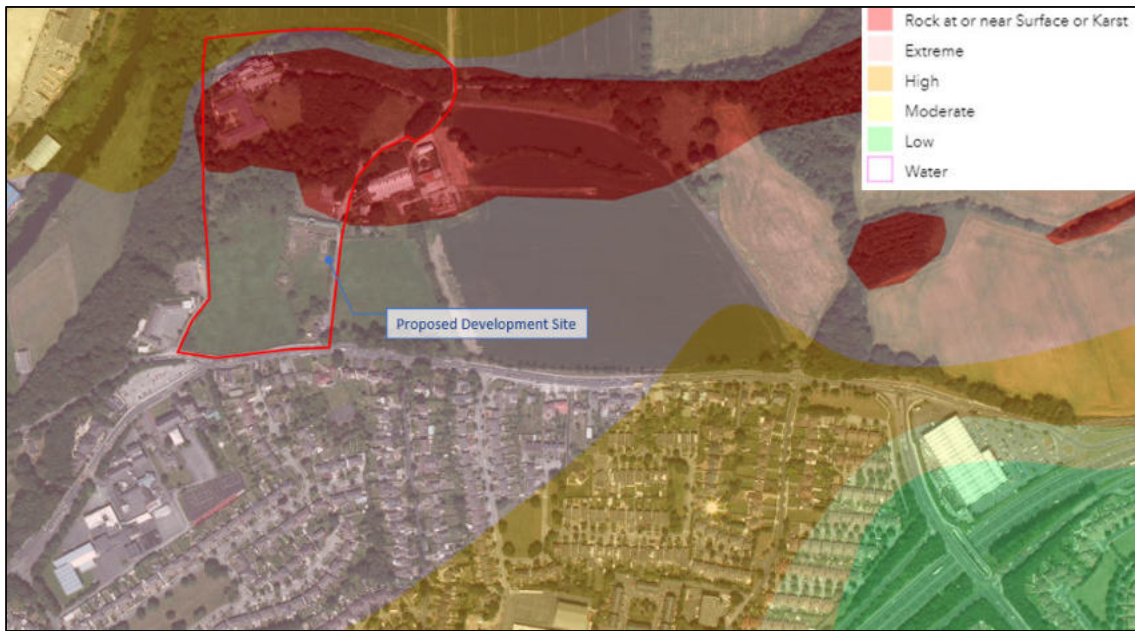 Rock at or near Surface or Karst
Extreme
High
Moderate
Low
Water
Proposed Development Site